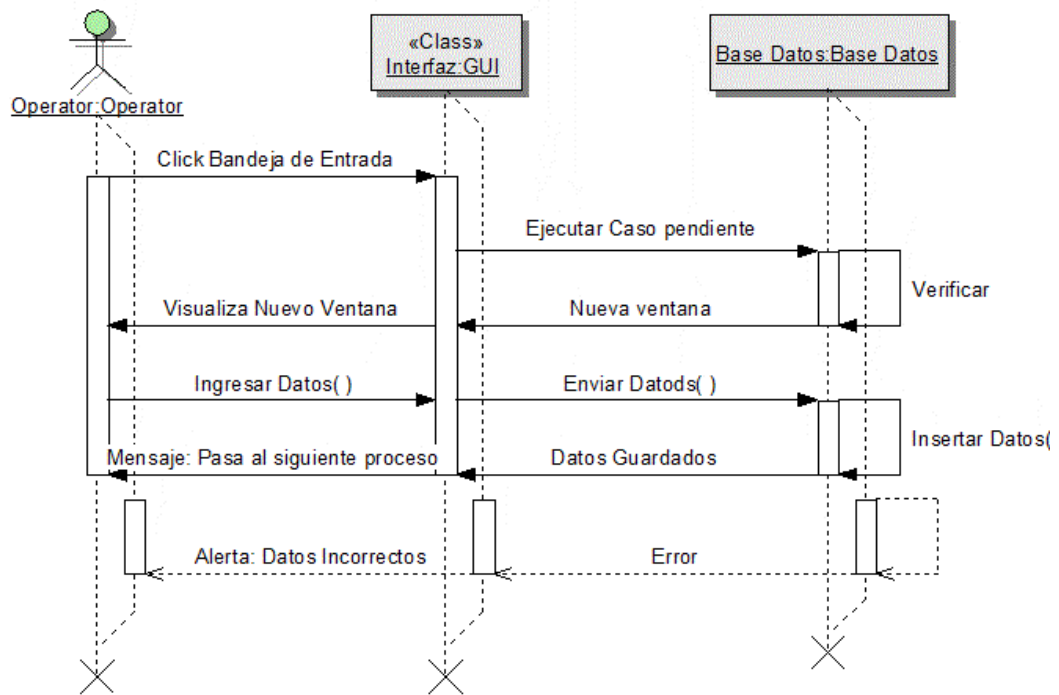 «Class»
Interfaz:GUI
Base Datos:Base Datos
Operator:Operator
Click Bandeja de Entrada
Ejecutar Caso pendiente
Verificar
Visualiza Nuevo Ventana
Nueva ventana
Ingresar Datos( )
Enviar Datods( )
Insertar Datos(
Mensaje: Pasa al siguiente proceso
Datos Guardados
Alerta: Datos Incorrectos
Error